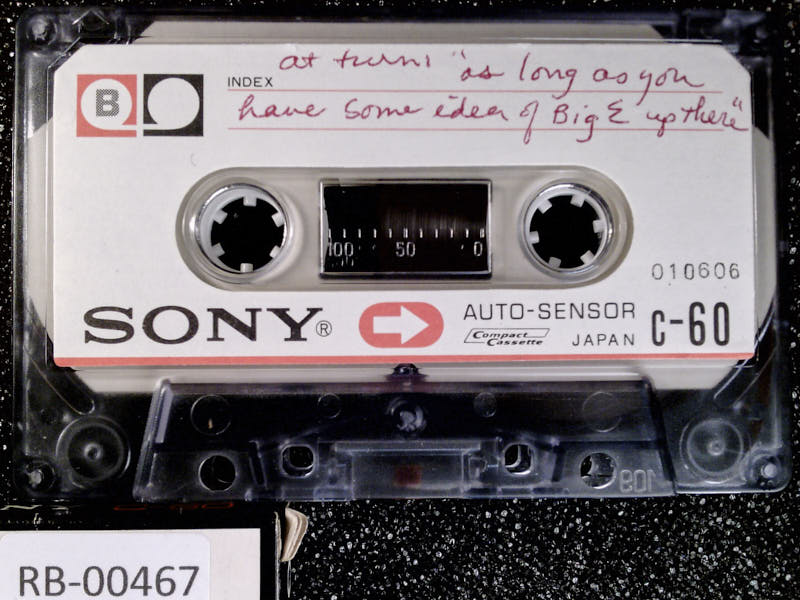 at turns "as long as you
B INDEX
have some idea of Big E up there"
100 50 0
010606
SONY® AUTO-SENSOR C-60
Compact Cassette JAPAN
801
RB-00467